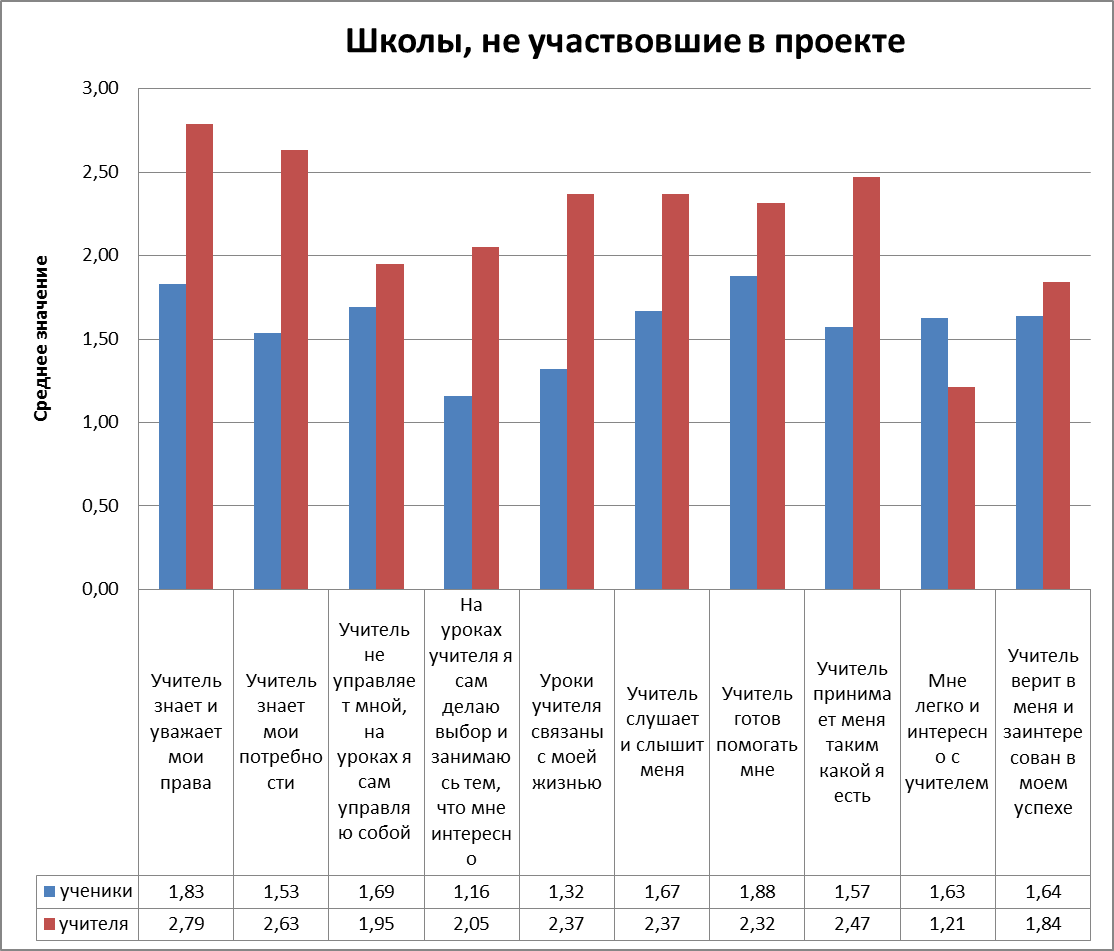 Школы, не участвовшие в проекте
Среднее значение
3,00
2,50
2,00
1,50
1,00
0,50
0,00
Учитель
знает и
уважает
мои
права
Учитель
знает
мои
потребно
сти
Учитель
не
управляе
т мной,
на
уроках я
сам
управля
ю собой
На
уроках
учителя я
сам
делаю
выбор и
занимаю
сь тем,
что мне
интересн
о
Уроки
учителя
связаны
с моей
жизнью
Учитель
слушает
и слышит
меня
Учитель
готов
помогать
мне
Учитель
принима
ет меня
таким
какой я
есть
Мне
легко и
интересн
о с
учителем
Учитель
верит в
меня и
заинтере
сован в
моем
успехе
ученики 1,83 1,53 1,69 1,16 1,32 1,67 1,88 1,57 1,63 1,64
учителя 2,79 2,63 1,95 2,05 2,37 2,37 2,32 2,47 1,21 1,84